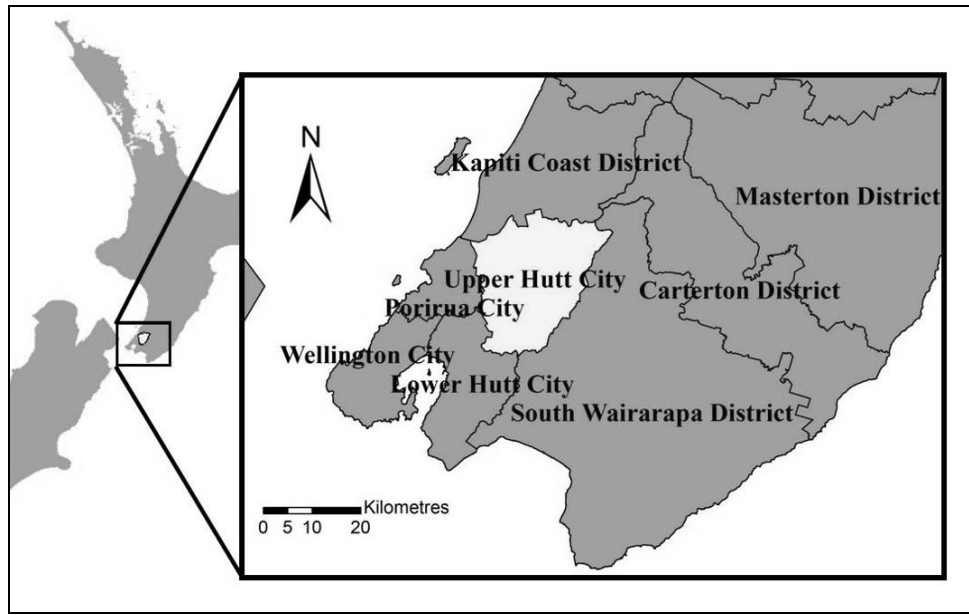 N
Kapiti Coast District
Masterton District
Upper Hutt City
Carterton District
Porirua City
Wellington City
Lower Hutt City
South Wairarapa District
Kilometres
0 5 10 20